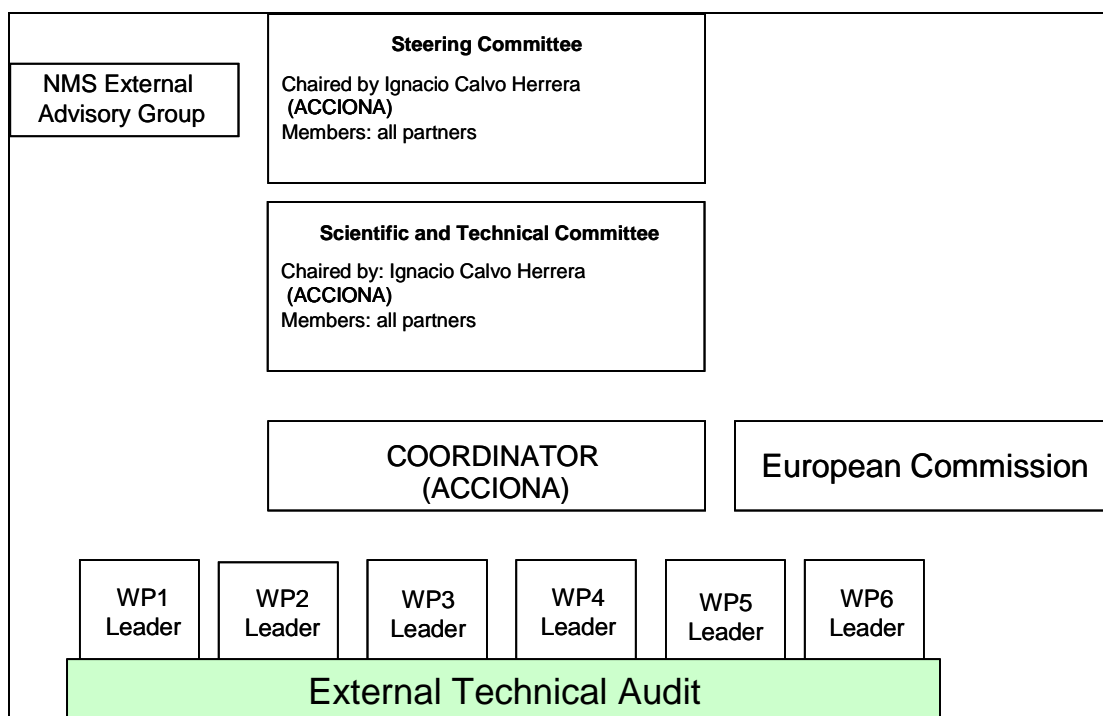 Steering Committee
NMS External
Advisory Group
Chaired by Ignacio Calvo Herrera
(ACCIONA)
Members: all partners
Scientific and Technical Committee
Chaired by: Ignacio Calvo Herrera
(ACCIONA)
Members: all partners
COORDINATOR
(ACCIONA)
European Commission
WP1
Leader
WP2
Leader
WP3
Leader
WP4
Leader
WP5
Leader
WP6
Leader
External Technical Audit